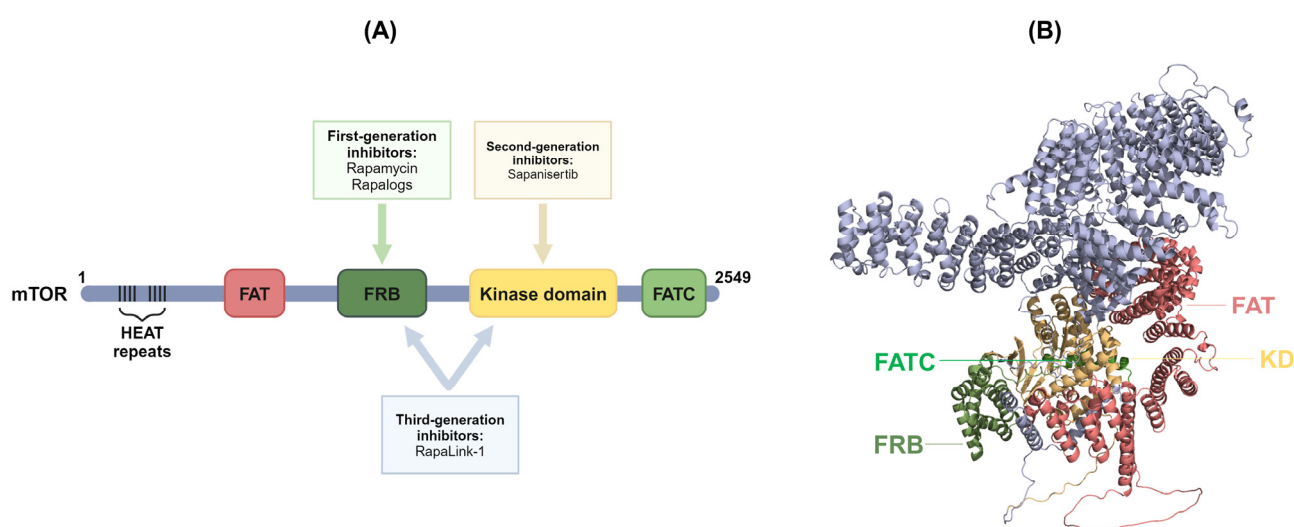 (A)
First-generation
inhibitors:
Rapamycin
Rapalogs
Second-generation
inhibitors:
Sapanisertib
1
2549
mTOR
FAT
FRB
Kinase domain
FATC
HEAT
repeats
Third-generation
inhibitors:
RapaLink-1
(B)
FAT
FATC
KD
FRB